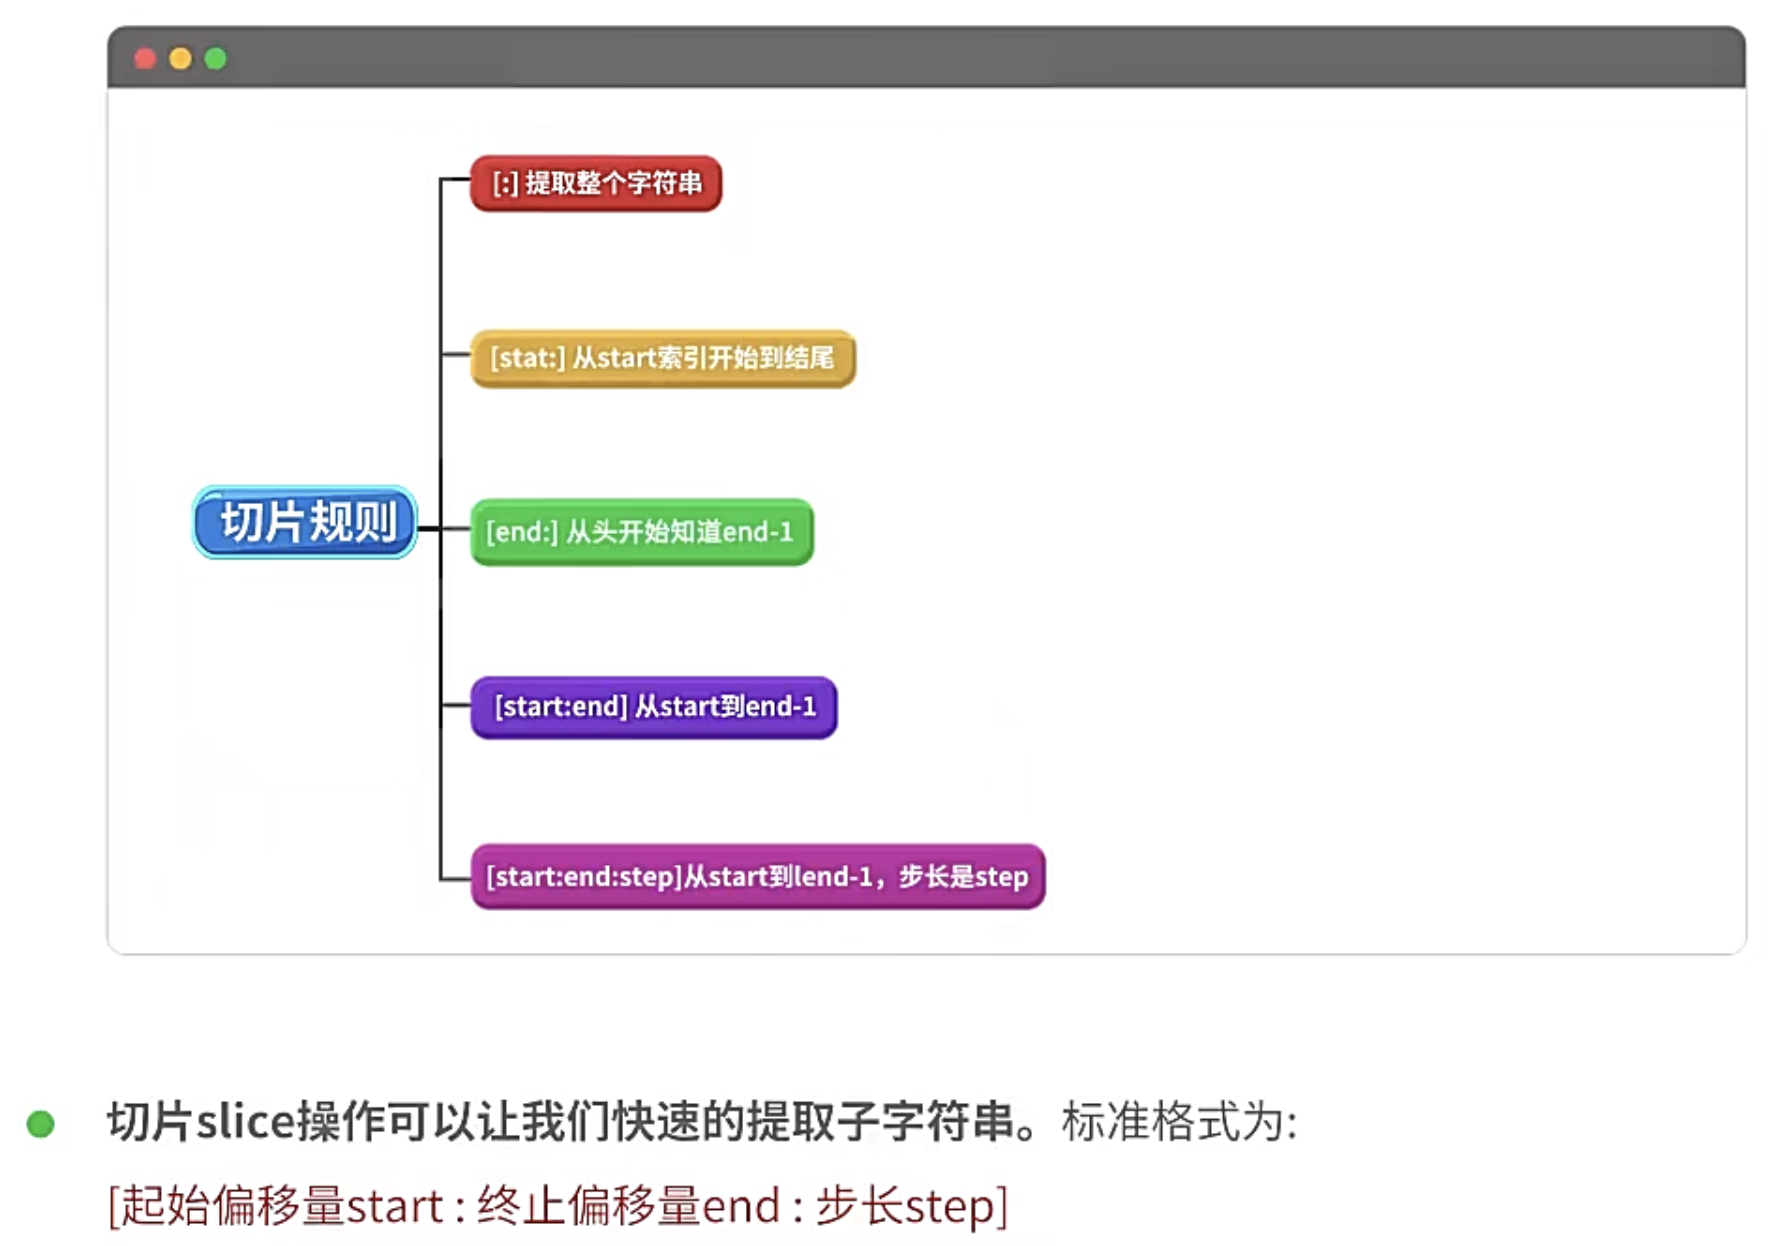 [:] 提取整个字符串
[stat:] 从start索引开始到结尾
切片规则
[end:] 从头开始知道end-1
[start:end] 从start到end-1
[start:end:step]从start到lend-1，步长是step
切片slice操作可以让我们快速的提取子字符串。标准格式为:
[起始偏移量start : 终止偏移量end : 步长step]